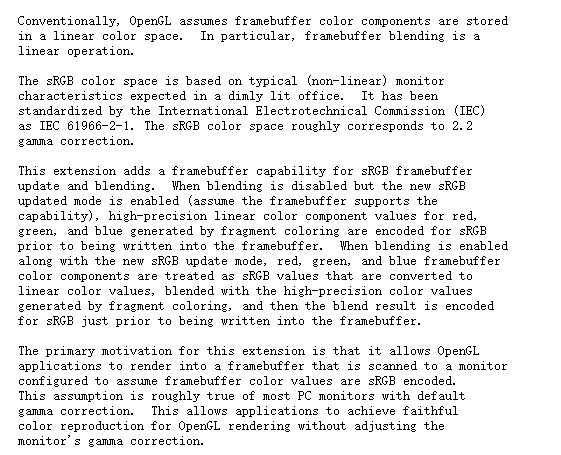 Conventionally, OpenGL assumes framebuffer color components are stored
in a linear color space.  In particular, framebuffer blending is a
linear operation.

The sRGB color space is based on typical (non-linear) monitor
characteristics expected in a dimly lit office.  It has been
standardized by the International Electrotechnical Commission (IEC)
as IEC 61966-2-1. The sRGB color space roughly corresponds to 2.2
gamma correction.

This extension adds a framebuffer capability for sRGB framebuffer
update and blending.  When blending is disabled but the new sRGB
updated mode is enabled (assume the framebuffer supports the
capability), high-precision linear color component values for red,
green, and blue generated by fragment coloring are encoded for sRGB
prior to being written into the framebuffer.  When blending is enabled
along with the new sRGB update mode, red, green, and blue framebuffer
color components are treated as sRGB values that are converted to
linear color values, blended with the high-precision color values
generated by fragment coloring, and then the blend result is encoded
for sRGB just prior to being written into the framebuffer.

The primary motivation for this extension is that it allows OpenGL
applications to render into a framebuffer that is scanned to a monitor
configured to assume framebuffer color values are sRGB encoded.
This assumption is roughly true of most PC monitors with default
gamma correction.  This allows applications to achieve faithful
color reproduction for OpenGL rendering without adjusting the
monitor's gamma correction.